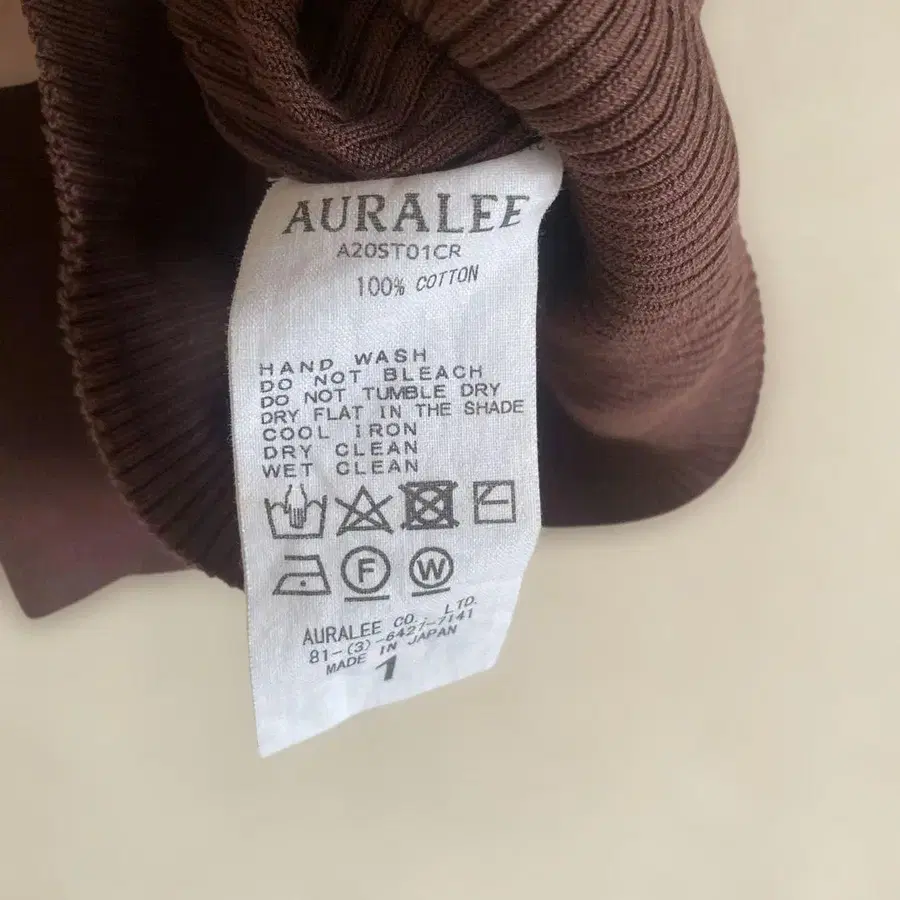 AURALEE
A20ST01CR
100% COTTON
HAND WASH
DO NOT BLEACH
DO NOT TUMBLE DRY
DRY FLAT IN THE SHADE
COOL IRON
DRY CLEAN
WET CLEAN
F W
AURALEE CO., LTD.
81-(3)-6427-7141
MADE IN JAPAN
1